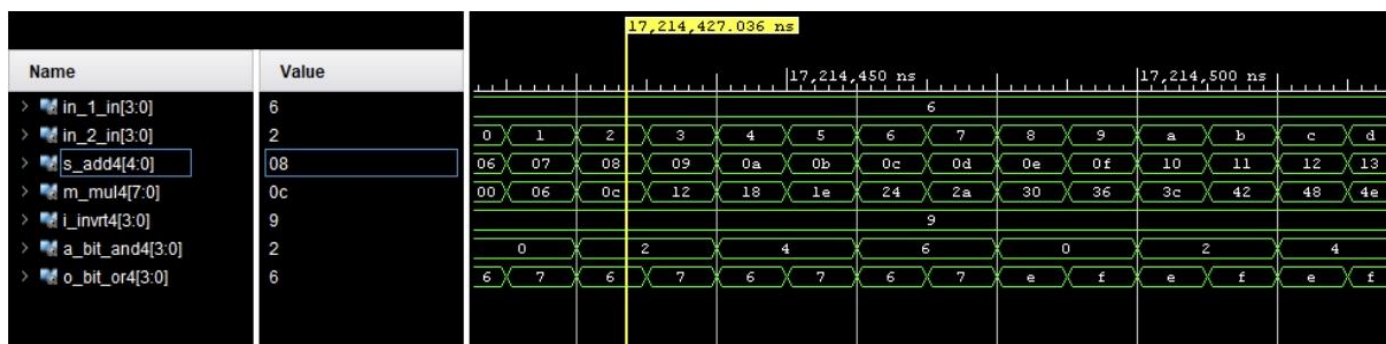 17,214,427.036 ns
Name Value 17,214,450 ns 17,214,500 ns
in_1_in[3:0] 6 6
in_2_in[3:0] 2 0 1 2 3 4 5 6 7 8 9 a b c d
s_add4[4:0] 08 06 07 08 09 0a 0b 0c 0d 0e 0f 10 11 12 13
m_mul4[7:0] 0c 00 06 0c 12 18 1e 24 2a 30 36 3c 42 48 4e
i_invrt4[3:0] 9 9
a_bit_and4[3:0] 2 0 2 4 6 0 2 4
o_bit_or4[3:0] 6 6 7 6 7 6 7 6 7 e f e f e f